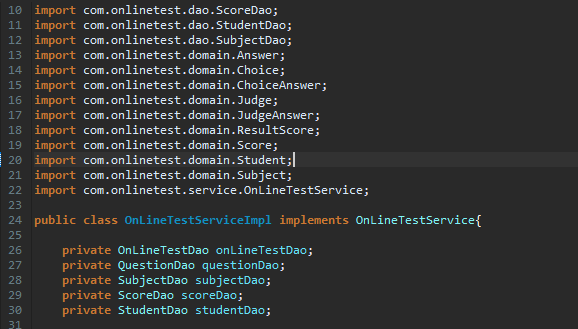 10 import com.onlinetest.dao.ScoreDao;
11 import com.onlinetest.dao.StudentDao;
12 import com.onlinetest.dao.SubjectDao;
13 import com.onlinetest.domain.Answer;
14 import com.onlinetest.domain.Choice;
15 import com.onlinetest.domain.ChoiceAnswer;
16 import com.onlinetest.domain.Judge;
17 import com.onlinetest.domain.JudgeAnswer;
18 import com.onlinetest.domain.ResultScore;
19 import com.onlinetest.domain.Score;
20 import com.onlinetest.domain.Student;
21 import com.onlinetest.domain.Subject;
22 import com.onlinetest.service.OnLineTestService;
23
24 public class OnLineTestServiceImpl implements OnLineTestService{
25
26     private OnLineTestDao onLineTestDao;
27     private QuestionDao questionDao;
28     private SubjectDao subjectDao;
29     private ScoreDao scoreDao;
30     private StudentDao studentDao;
31